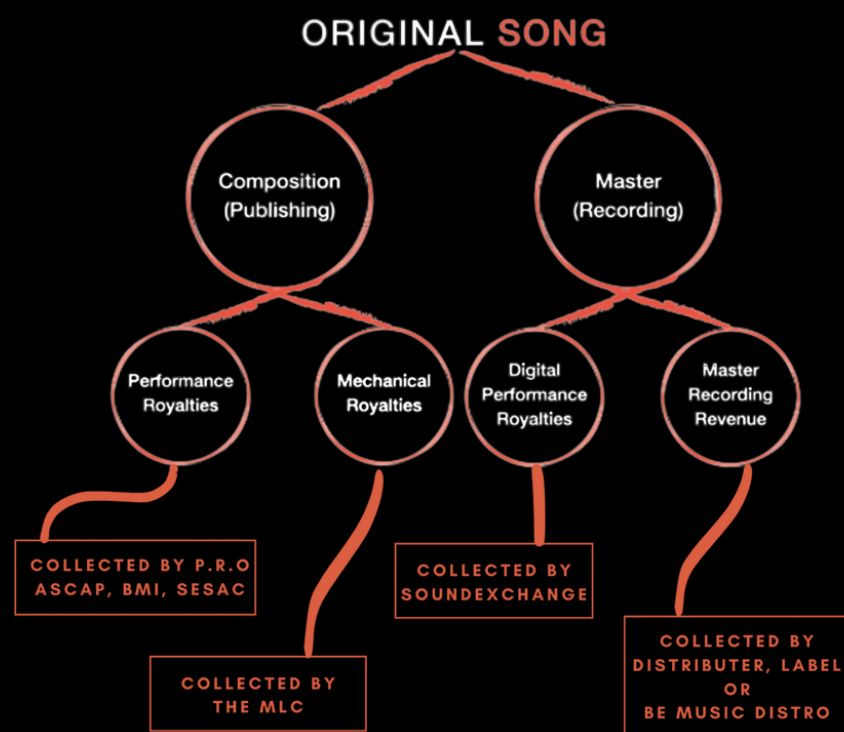 ORIGINAL SONG
Composition
(Publishing)
Master
(Recording)
Performance
Royalties
Mechanical
Royalties
Digital
Performance
Royalties
Master
Recording
Revenue
COLLECTED BY P.R.O
ASCAP, BMI, SESAC
COLLECTED BY
THE MLC
COLLECTED BY
SOUNDEXCHANGE
COLLECTED BY
DISTRIBUTER, LABEL
OR
BE MUSIC DISTRO